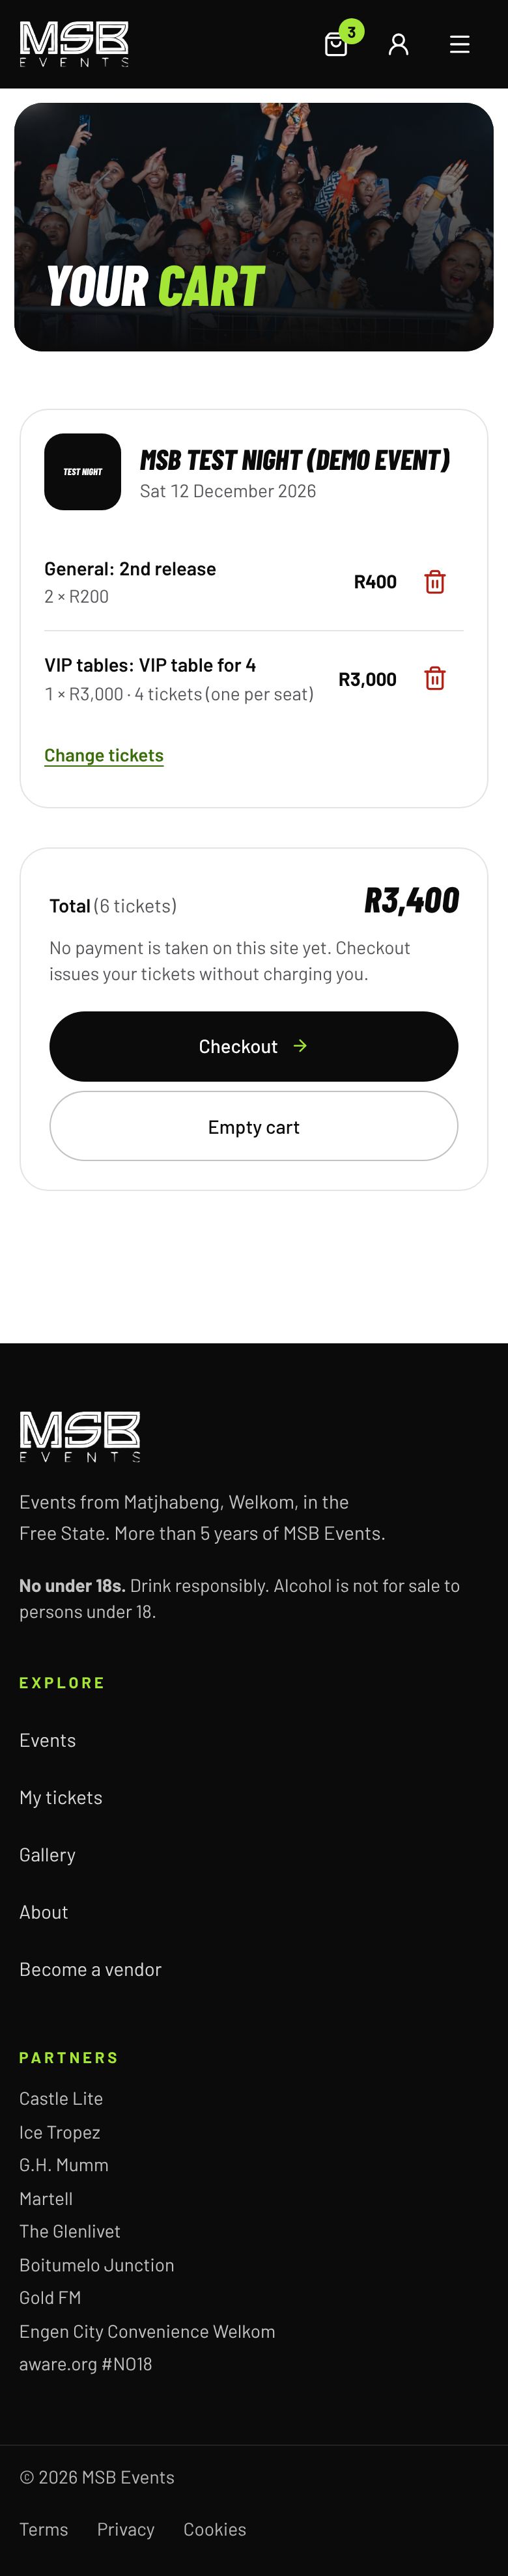 MSB
EVENTS
3
YOUR CART
TEST NIGHT
MSB TEST NIGHT (DEMO EVENT)
Sat 12 December 2026
General: 2nd release
2 × R200
R400
VIP tables: VIP table for 4
1 × R3,000 · 4 tickets (one per seat)
R3,000
Change tickets
Total (6 tickets)
R3,400
No payment is taken on this site yet. Checkout
issues your tickets without charging you.
Checkout →
Empty cart
MSB
EVENTS
Events from Matjhabeng, Welkom, in the
Free State. More than 5 years of MSB Events.
No under 18s. Drink responsibly. Alcohol is not for sale to
persons under 18.
EXPLORE
Events
My tickets
Gallery
About
Become a vendor
PARTNERS
Castle Lite
Ice Tropez
G.H. Mumm
Martell
The Glenlivet
Boitumelo Junction
Gold FM
Engen City Convenience Welkom
aware.org #NO18
© 2026 MSB Events
Terms Privacy Cookies